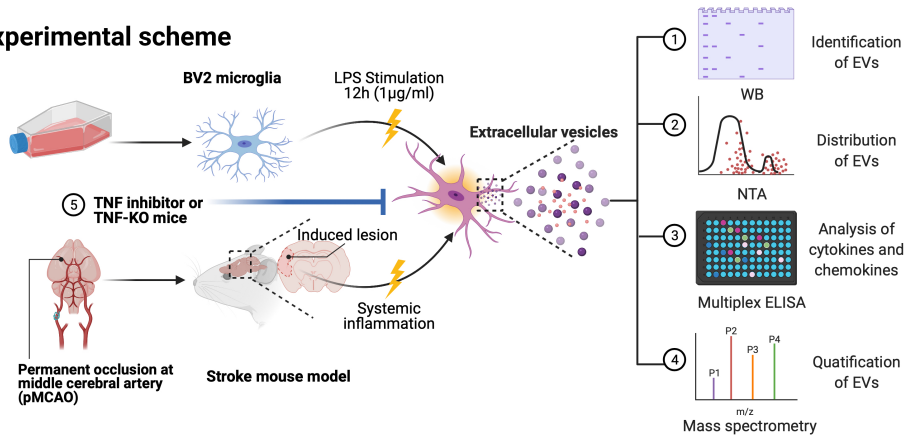 xperimental scheme
BV2 microglia
LPS Stimulation
12h (1µg/ml)
Extracellular vesicles
5
TNF inhibitor or
TNF-KO mice
Induced lesion
Systemic
inflammation
Permanent occlusion at
middle cerebral artery
(pMCAO)
Stroke mouse model
1
WB
Identification
of EVs
2
NTA
Distribution
of EVs
3
Multiplex ELISA
Analysis of
cytokines and
chemokines
4
P1
P2
P3
P4
m/z
Mass spectrometry
Quatification
of EVs